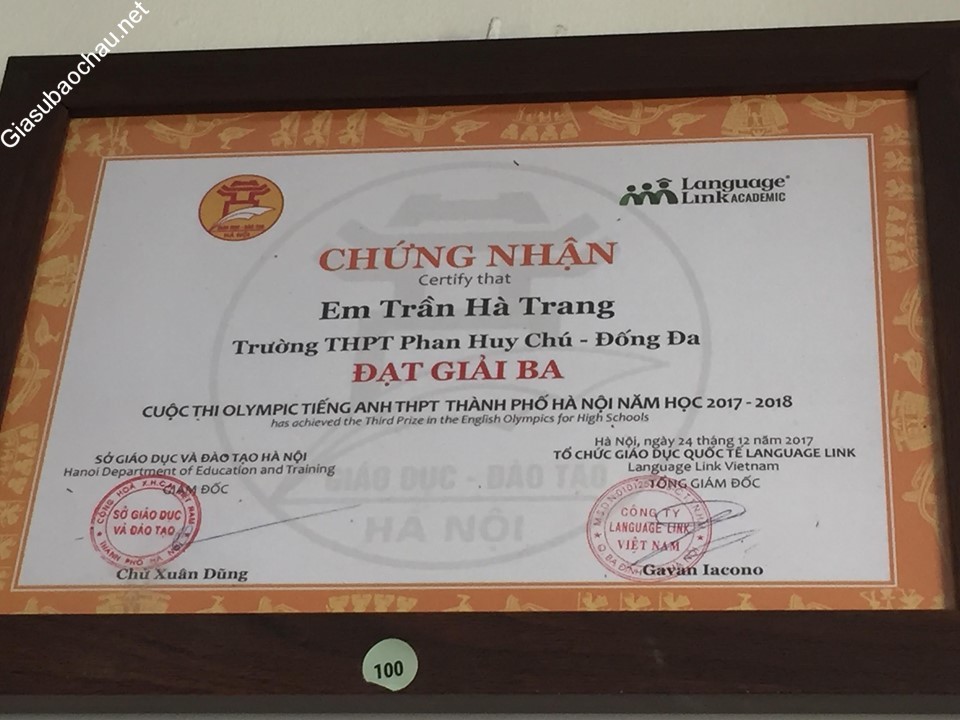 Giasubaochau.net
Language
Link ACADEMIC
CHỨNG NHẬN
Certify that
Em Trần Hà Trang
Trường THPT Phan Huy Chú - Đống Đa
ĐẠT GIẢI BA
CUỘC THI OLYMPIC TIẾNG ANH THPT THÀNH PHỐ HÀ NỘI NĂM HỌC 2017 - 2018
has achieved the Third Prize in the English Olympics for High Schools
SỞ GIÁO DỤC VÀ ĐÀO TẠO HÀ NỘI
Hanoi Department of Education and Training
GIÁM ĐỐC
SỞ GIÁO DỤC
VÀ ĐÀO TẠO
Chử Xuân Dũng
Hà Nội, ngày 24 tháng 12 năm 2017
TỔ CHỨC GIÁO DỤC QUỐC TẾ LANGUAGE LINK
Language Link Vietnam
TỔNG GIÁM ĐỐC
CÔNG TY
LANGUAGE LINK
VIỆT NAM
Gavan Iacono
GIÁO DỤC - ĐÀO TẠO
HÀ NỘI
100